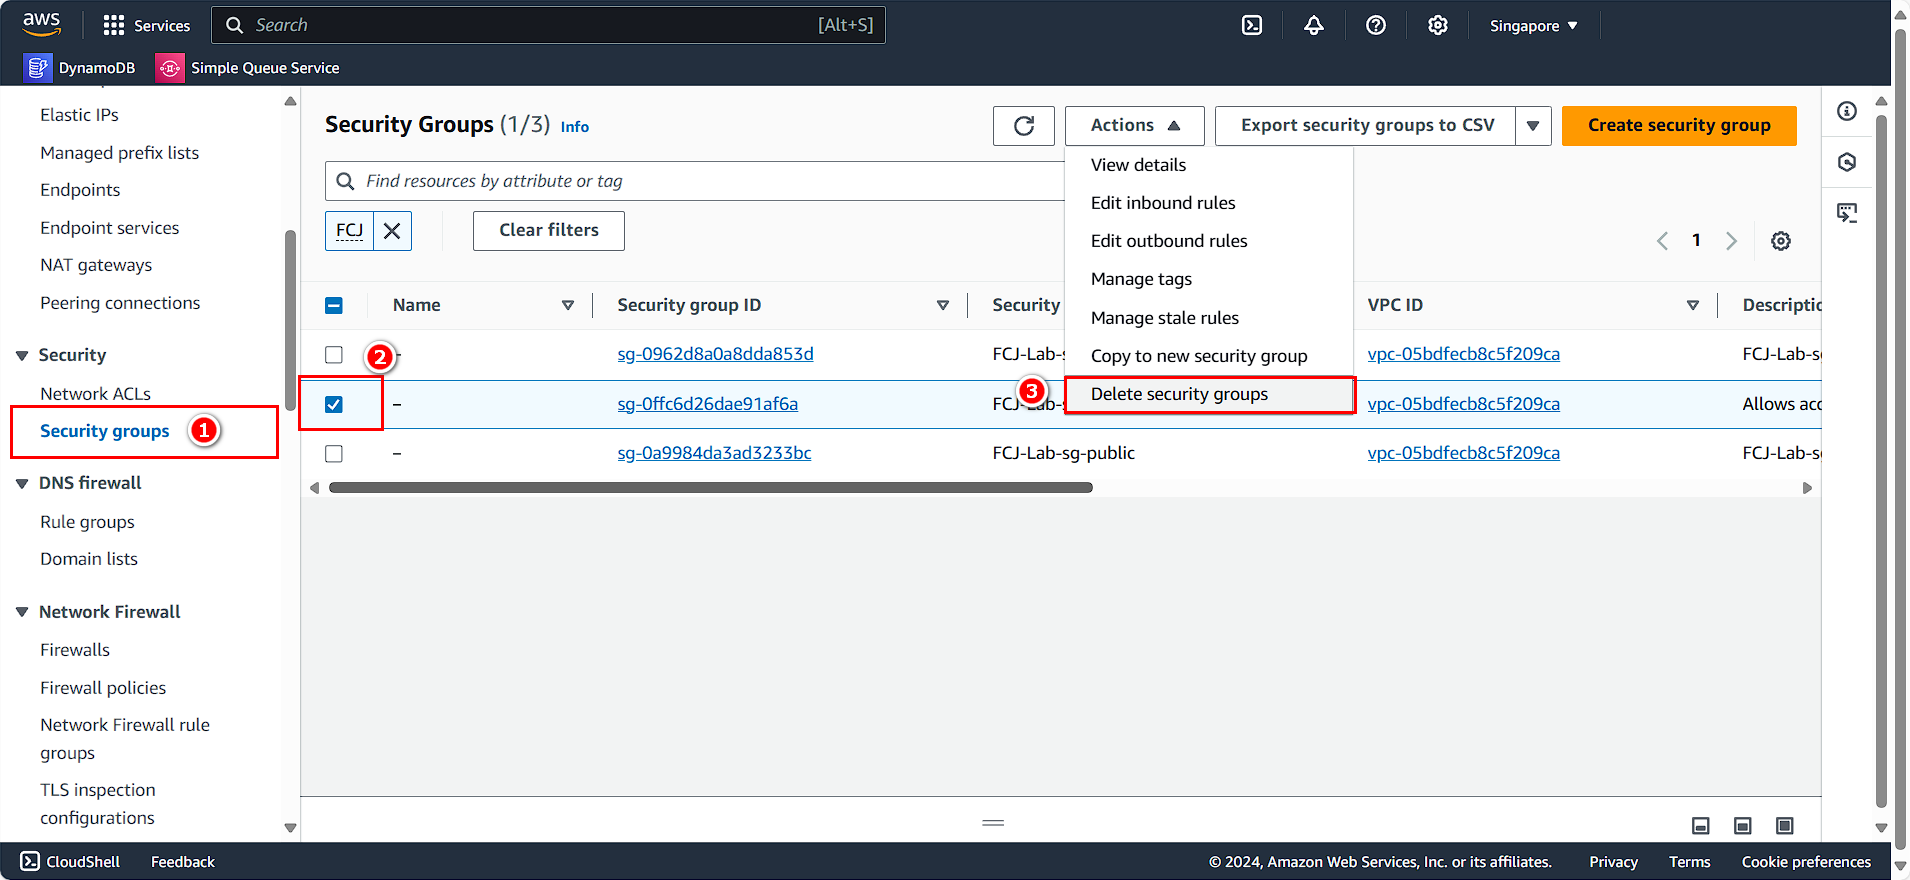 aws
Services
Search [Alt+S]
Singapore
DynamoDB
Simple Queue Service
Elastic IPs
Managed prefix lists
Endpoints
Endpoint services
NAT gateways
Peering connections
Security
Network ACLs
Security groups 1
DNS firewall
Rule groups
Domain lists
Network Firewall
Firewalls
Firewall policies
Network Firewall rule
groups
TLS inspection
configurations
Security Groups (1/3) Info
Actions
Export security groups to CSV
Create security group
Find resources by attribute or tag
FCJ
Clear filters
View details
Edit inbound rules
Edit outbound rules
Manage tags
Manage stale rules
Copy to new security group
3 Delete security groups
1
Name Security group ID Security VPC ID Descriptio
2 – sg-0962d8a0a8dda853d FCJ-Lab-s vpc-05bdfecb8c5f209ca FCJ-Lab-s
– sg-0ffc6d26dae91af6a FCJ-Lab-s vpc-05bdfecb8c5f209ca Allows acc
– sg-0a9984da3ad3233bc FCJ-Lab-sg-public vpc-05bdfecb8c5f209ca FCJ-Lab-s
CloudShell
Feedback
© 2024, Amazon Web Services, Inc. or its affiliates.
Privacy
Terms
Cookie preferences